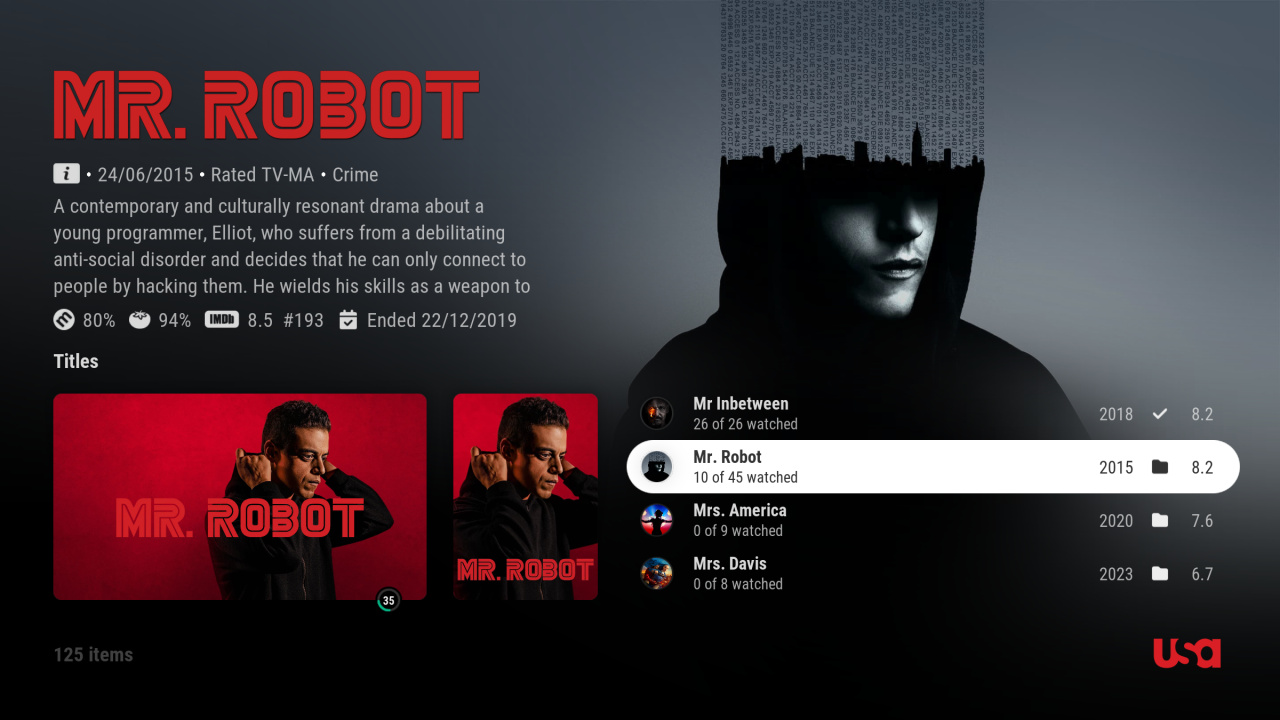 MR. ROBOT
i • 24/06/2015 • Rated TV-MA • Crime
A contemporary and culturally resonant drama about a
young programmer, Elliot, who suffers from a debilitating
anti-social disorder and decides that he can only connect to
people by hacking them. He wields his skills as a weapon to
80% 94% IMDb 8.5 #193 Ended 22/12/2019
Titles
MR. ROBOT
35
MR. ROBOT
Mr Inbetween
26 of 26 watched
2018 8.2
Mr. Robot
10 of 45 watched
2015 8.2
Mrs. America
0 of 9 watched
2020 7.6
Mrs. Davis
0 of 8 watched
2023 6.7
125 items
usa